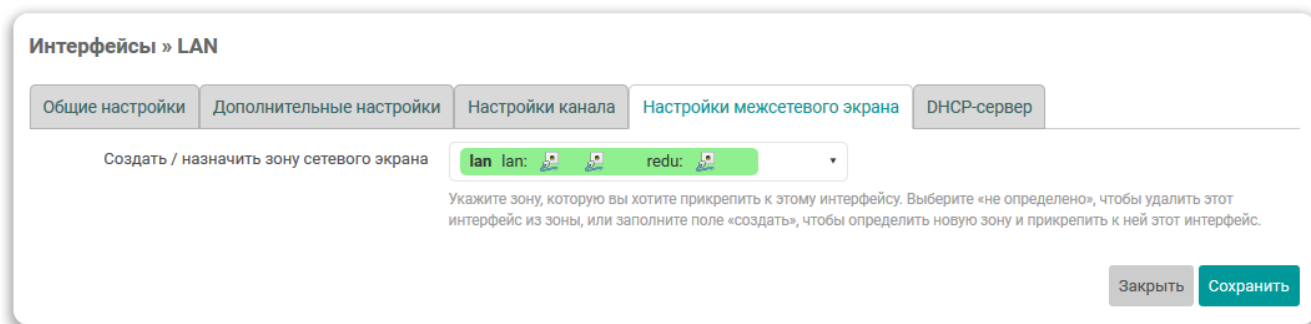 Интерфейсы » LAN
Общие настройки Дополнительные настройки Настройки канала Настройки межсетевого экрана DHCP-сервер
Создать / назначить зону сетевого экрана lan lan: redu:
Укажите зону, которую вы хотите прикрепить к этому интерфейсу. Выберите «не определено», чтобы удалить этот
интерфейс из зоны, или заполните поле «создать», чтобы определить новую зону и прикрепить к ней этот интерфейс.
Закрыть Сохранить